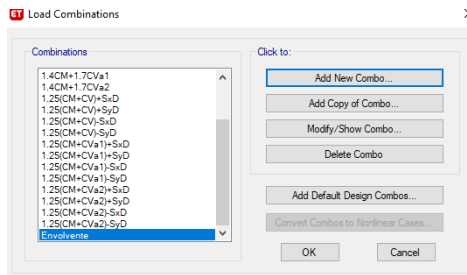 ET Load Combinations
Combinations
1.4CM+1.7CVa1
1.4CM+1.7CVa2
1.25(CM+CV)+SxD
1.25(CM+CV)+SyD
1.25(CM+CV)-SxD
1.25(CM+CV)-SyD
1.25(CM+CVa1)+SxD
1.25(CM+CVa1)+SyD
1.25(CM+CVa1)-SxD
1.25(CM+CVa1)-SyD
1.25(CM+CVa2)+SxD
1.25(CM+CVa2)+SyD
1.25(CM+CVa2)-SxD
1.25(CM+CVa2)-SyD
Envolvente
Click to:
Add New Combo...
Add Copy of Combo...
Modify/Show Combo...
Delete Combo
Add Default Design Combos...
Convert Combos to Nonlinear Cases...
OK
Cancel